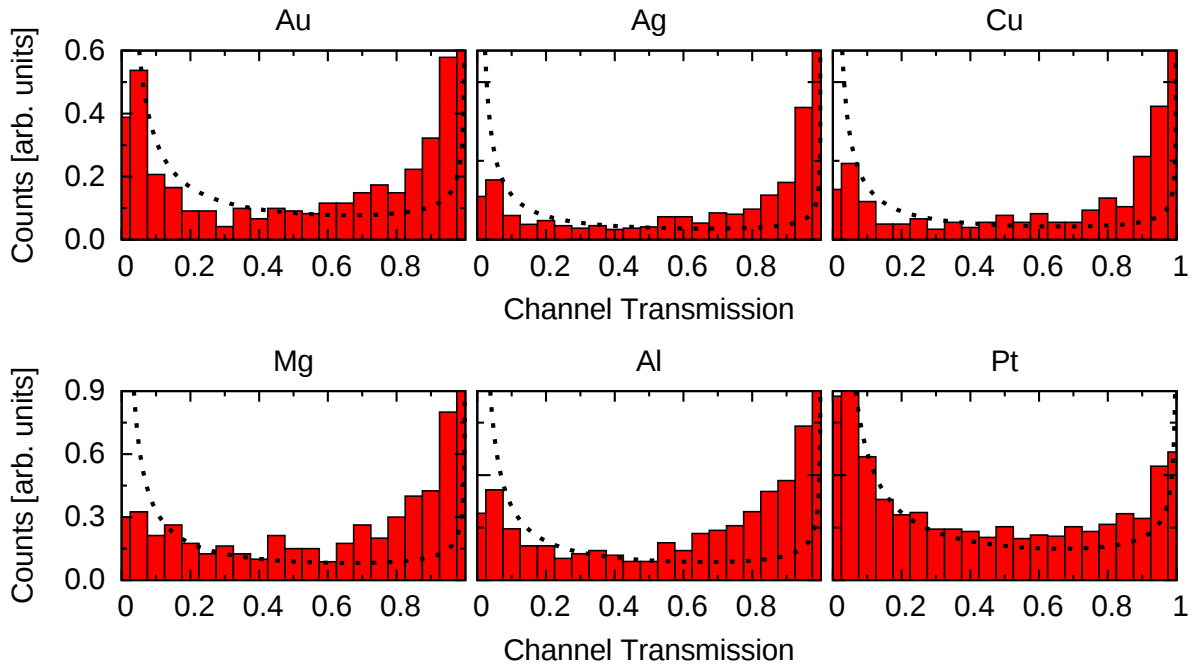 Au Ag Cu
Counts [arb. units]
0.6
0.4
0.2
0.0
0 0.2 0.4 0.6 0.8 0 0.2 0.4 0.6 0.8 0 0.2 0.4 0.6 0.8 1
Channel Transmission
Mg Al Pt
Counts [arb. units]
0.9
0.6
0.3
0.0
0 0.2 0.4 0.6 0.8 0 0.2 0.4 0.6 0.8 0 0.2 0.4 0.6 0.8 1
Channel Transmission